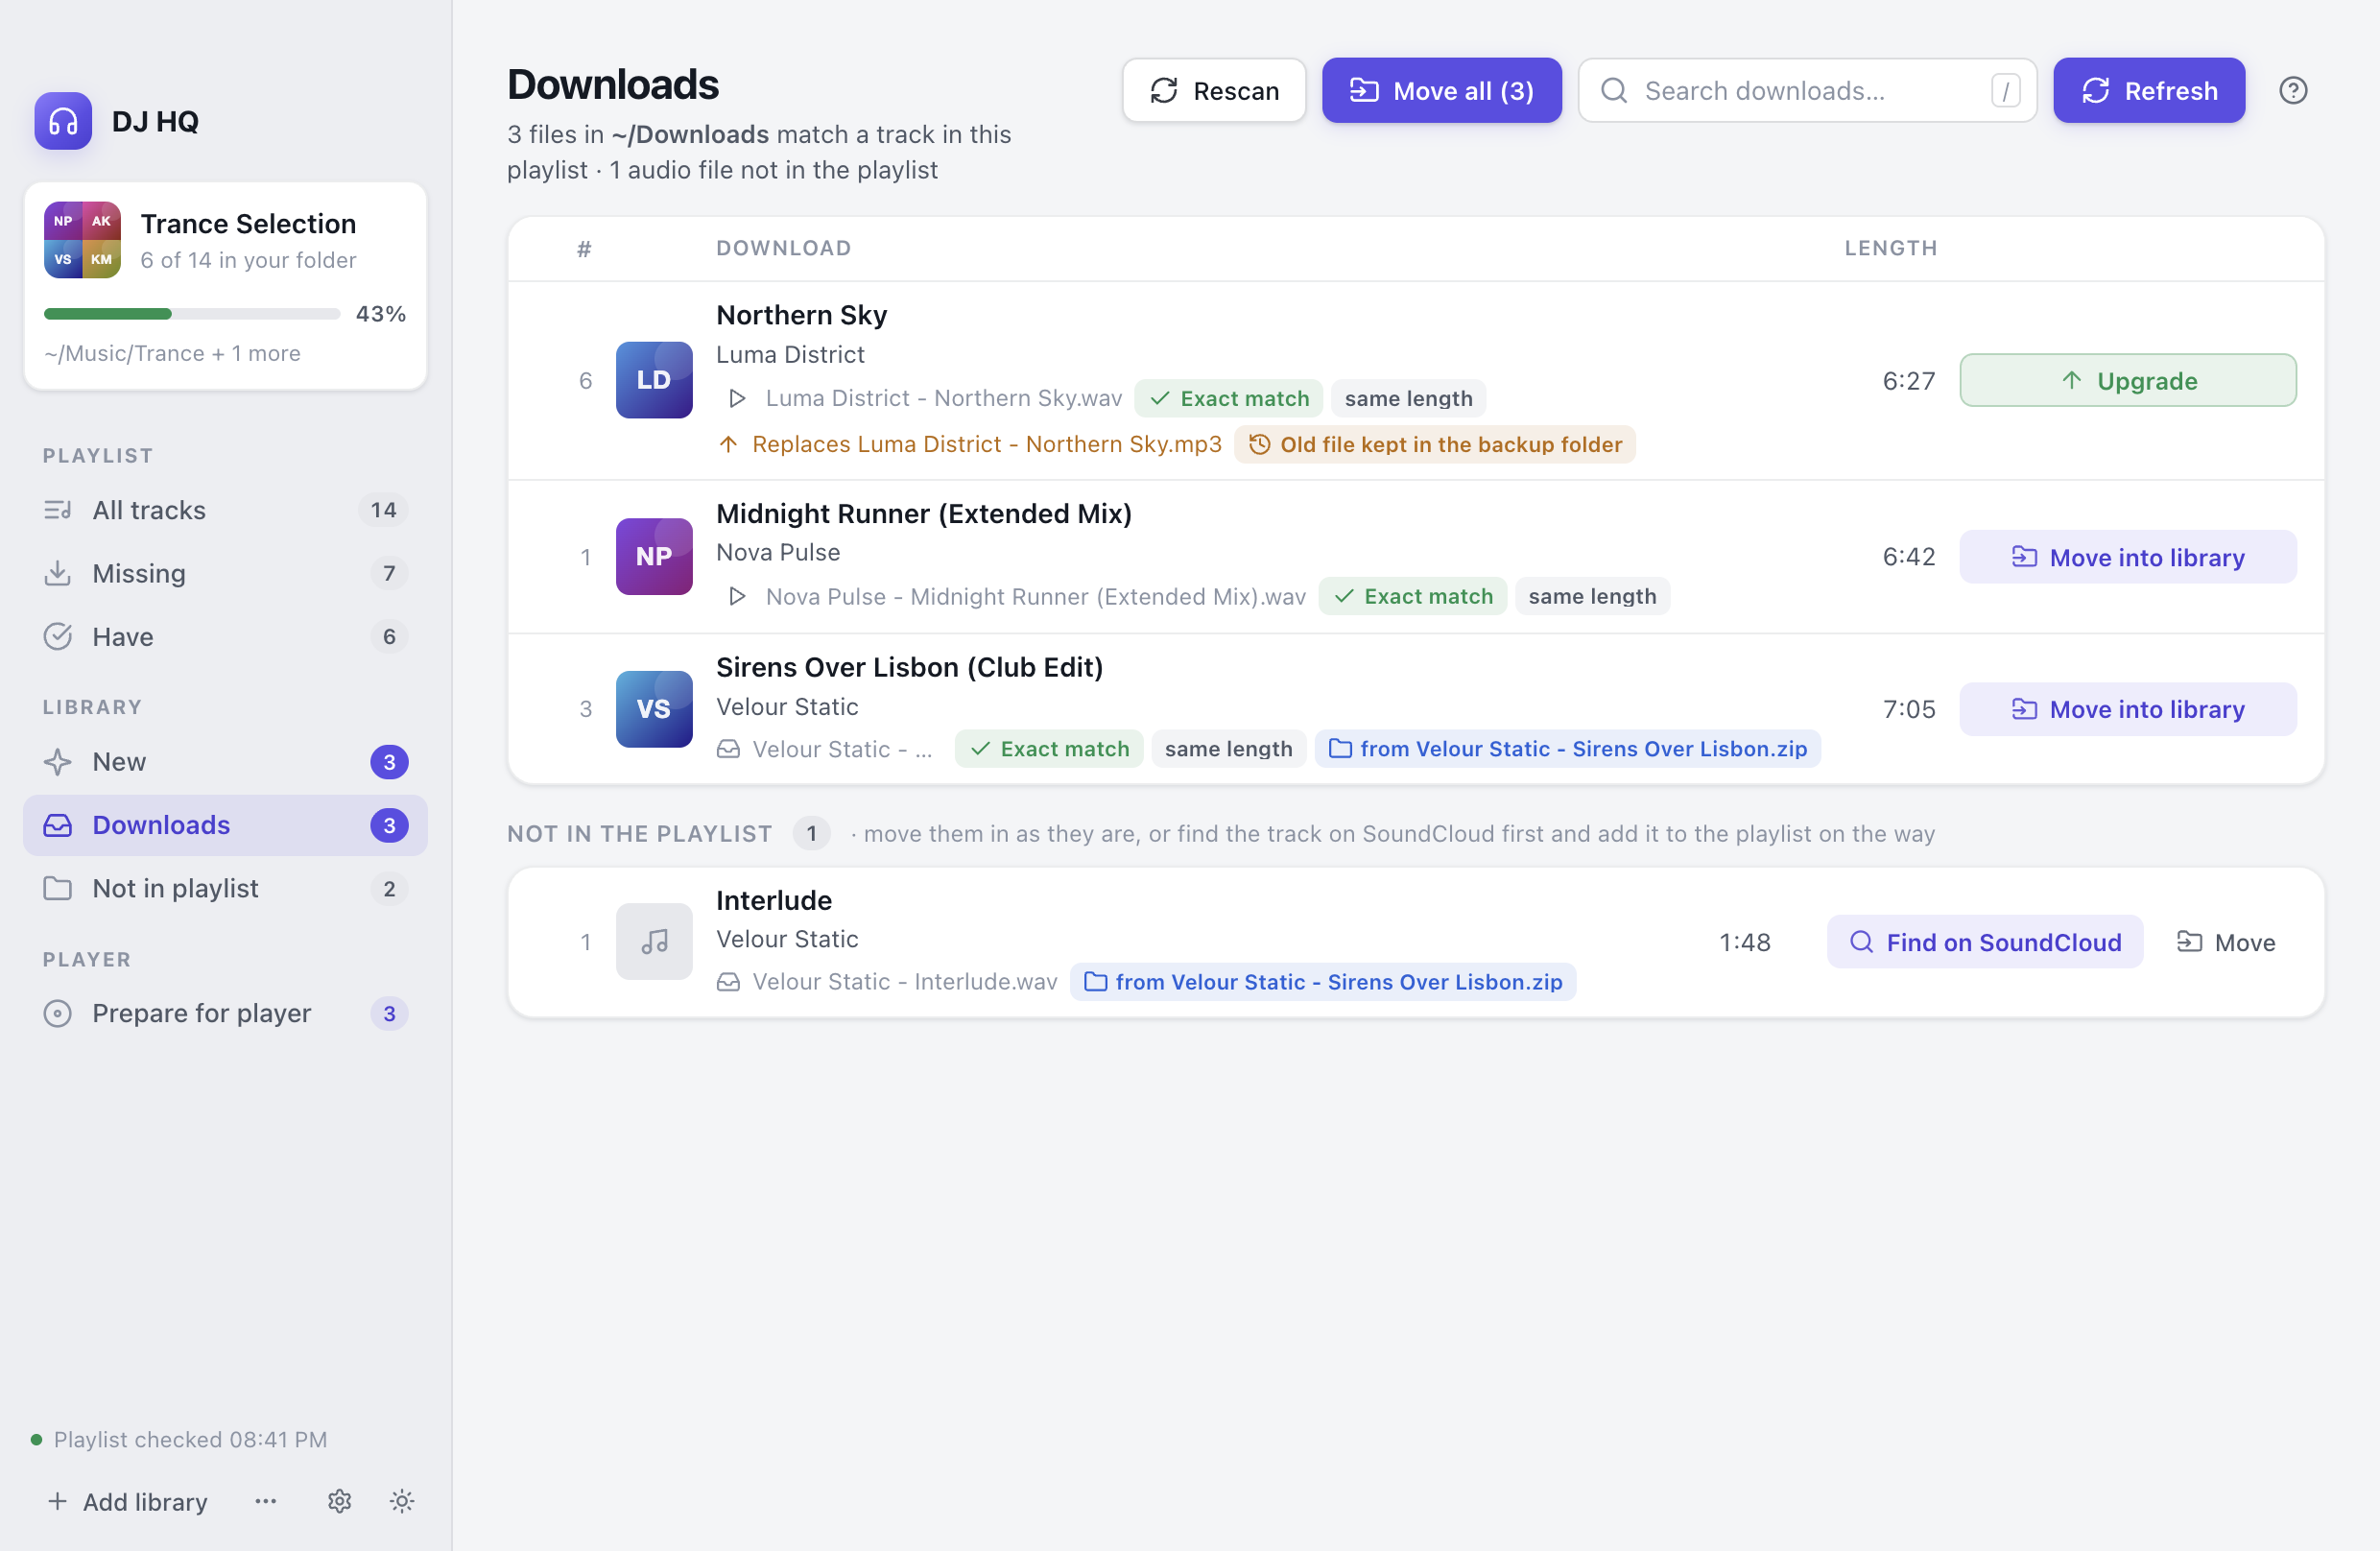 DJ HQ
NP AK
VS KM
Trance Selection
6 of 14 in your folder
43%
~/Music/Trance + 1 more
PLAYLIST
All tracks 14
Missing 7
Have 6
LIBRARY
New 3
Downloads 3
Not in playlist 2
PLAYER
Prepare for player 3
Playlist checked 08:41 PM
Add library
Downloads
3 files in ~/Downloads match a track in this
playlist · 1 audio file not in the playlist
Rescan
Move all (3)
Search downloads... /
Refresh
?
# DOWNLOAD LENGTH
6 LD
Northern Sky
Luma District
Luma District - Northern Sky.wav Exact match same length
Replaces Luma District - Northern Sky.mp3 Old file kept in the backup folder
6:27 Upgrade
1 NP
Midnight Runner (Extended Mix)
Nova Pulse
Nova Pulse - Midnight Runner (Extended Mix).wav Exact match same length
6:42 Move into library
3 VS
Sirens Over Lisbon (Club Edit)
Velour Static
Velour Static - ... Exact match same length from Velour Static - Sirens Over Lisbon.zip
7:05 Move into library
NOT IN THE PLAYLIST 1 · move them in as they are, or find the track on SoundCloud first and add it to the playlist on the way
1
Interlude
Velour Static
Velour Static - Interlude.wav from Velour Static - Sirens Over Lisbon.zip
1:48 Find on SoundCloud Move